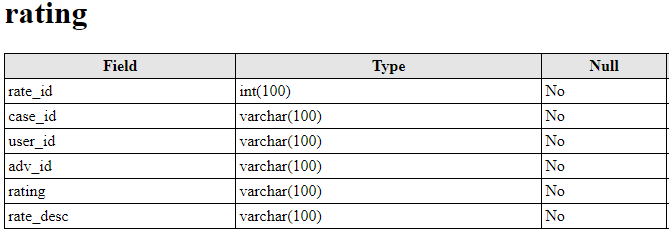 rating
Field Type Null
rate_id int(100) No
case_id varchar(100) No
user_id varchar(100) No
adv_id varchar(100) No
rating varchar(100) No
rate_desc varchar(100) No